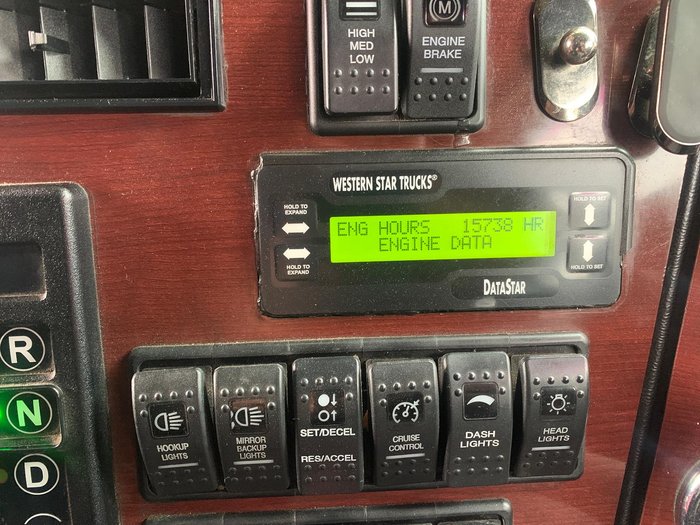 HIGH
MED
LOW
M
ENGINE
BRAKE
WESTERN STAR TRUCKS®
HOLD TO
EXPAND
HOLD TO
EXPAND
ENG HOURS 15738 HR
ENGINE DATA
HOLD TO SET
HOLD TO SET
DATASTAR
R
N
D
HOOKUP
LIGHTS
MIRROR
BACKUP
LIGHTS
SET/DECEL
RES/ACCEL
CRUISE
CONTROL
DASH
LIGHTS
HEAD
LIGHTS